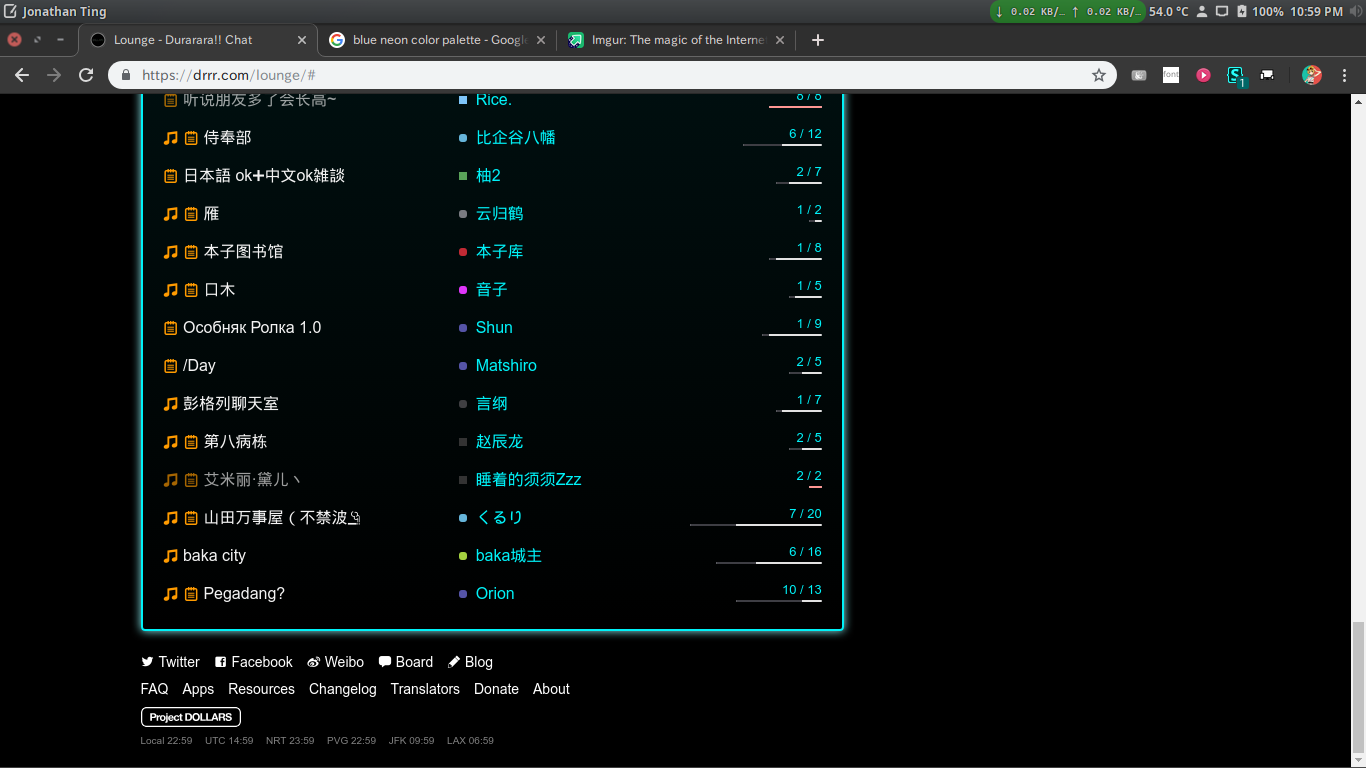 Jonathan Ting 0.02 KB/… 0.02 KB/… 54.0 °C 100% 10:59 PM
Lounge - Durarara!! Chat blue neon color palette - Googl Imgur: The magic of the Interne
https://drrr.com/lounge/# font 1
听说朋友多了会长高~ Rice. 8 / 8
侍奉部 比企谷八幡 6 / 12
日本語 ok➕中文ok雑談 柚2 2 / 7
雁 云归鹤 1 / 2
本子图书馆 本子库 1 / 8
口木 音子 1 / 5
Особняк Ролка 1.0 Shun 1 / 9
/Day Matshiro 2 / 5
彭格列聊天室 言纲 1 / 7
第八病栋 赵辰龙 2 / 5
艾米丽·黛儿丶 睡着的须须Zzz 2 / 2
山田万事屋（不禁波 くるり 7 / 20
baka city baka城主 6 / 16
Pegadang? Orion 10 / 13
Twitter Facebook Weibo Board Blog
FAQ Apps Resources Changelog Translators Donate About
Project DOLLARS
Local 22:59 UTC 14:59 NRT 23:59 PVG 22:59 JFK 09:59 LAX 06:59